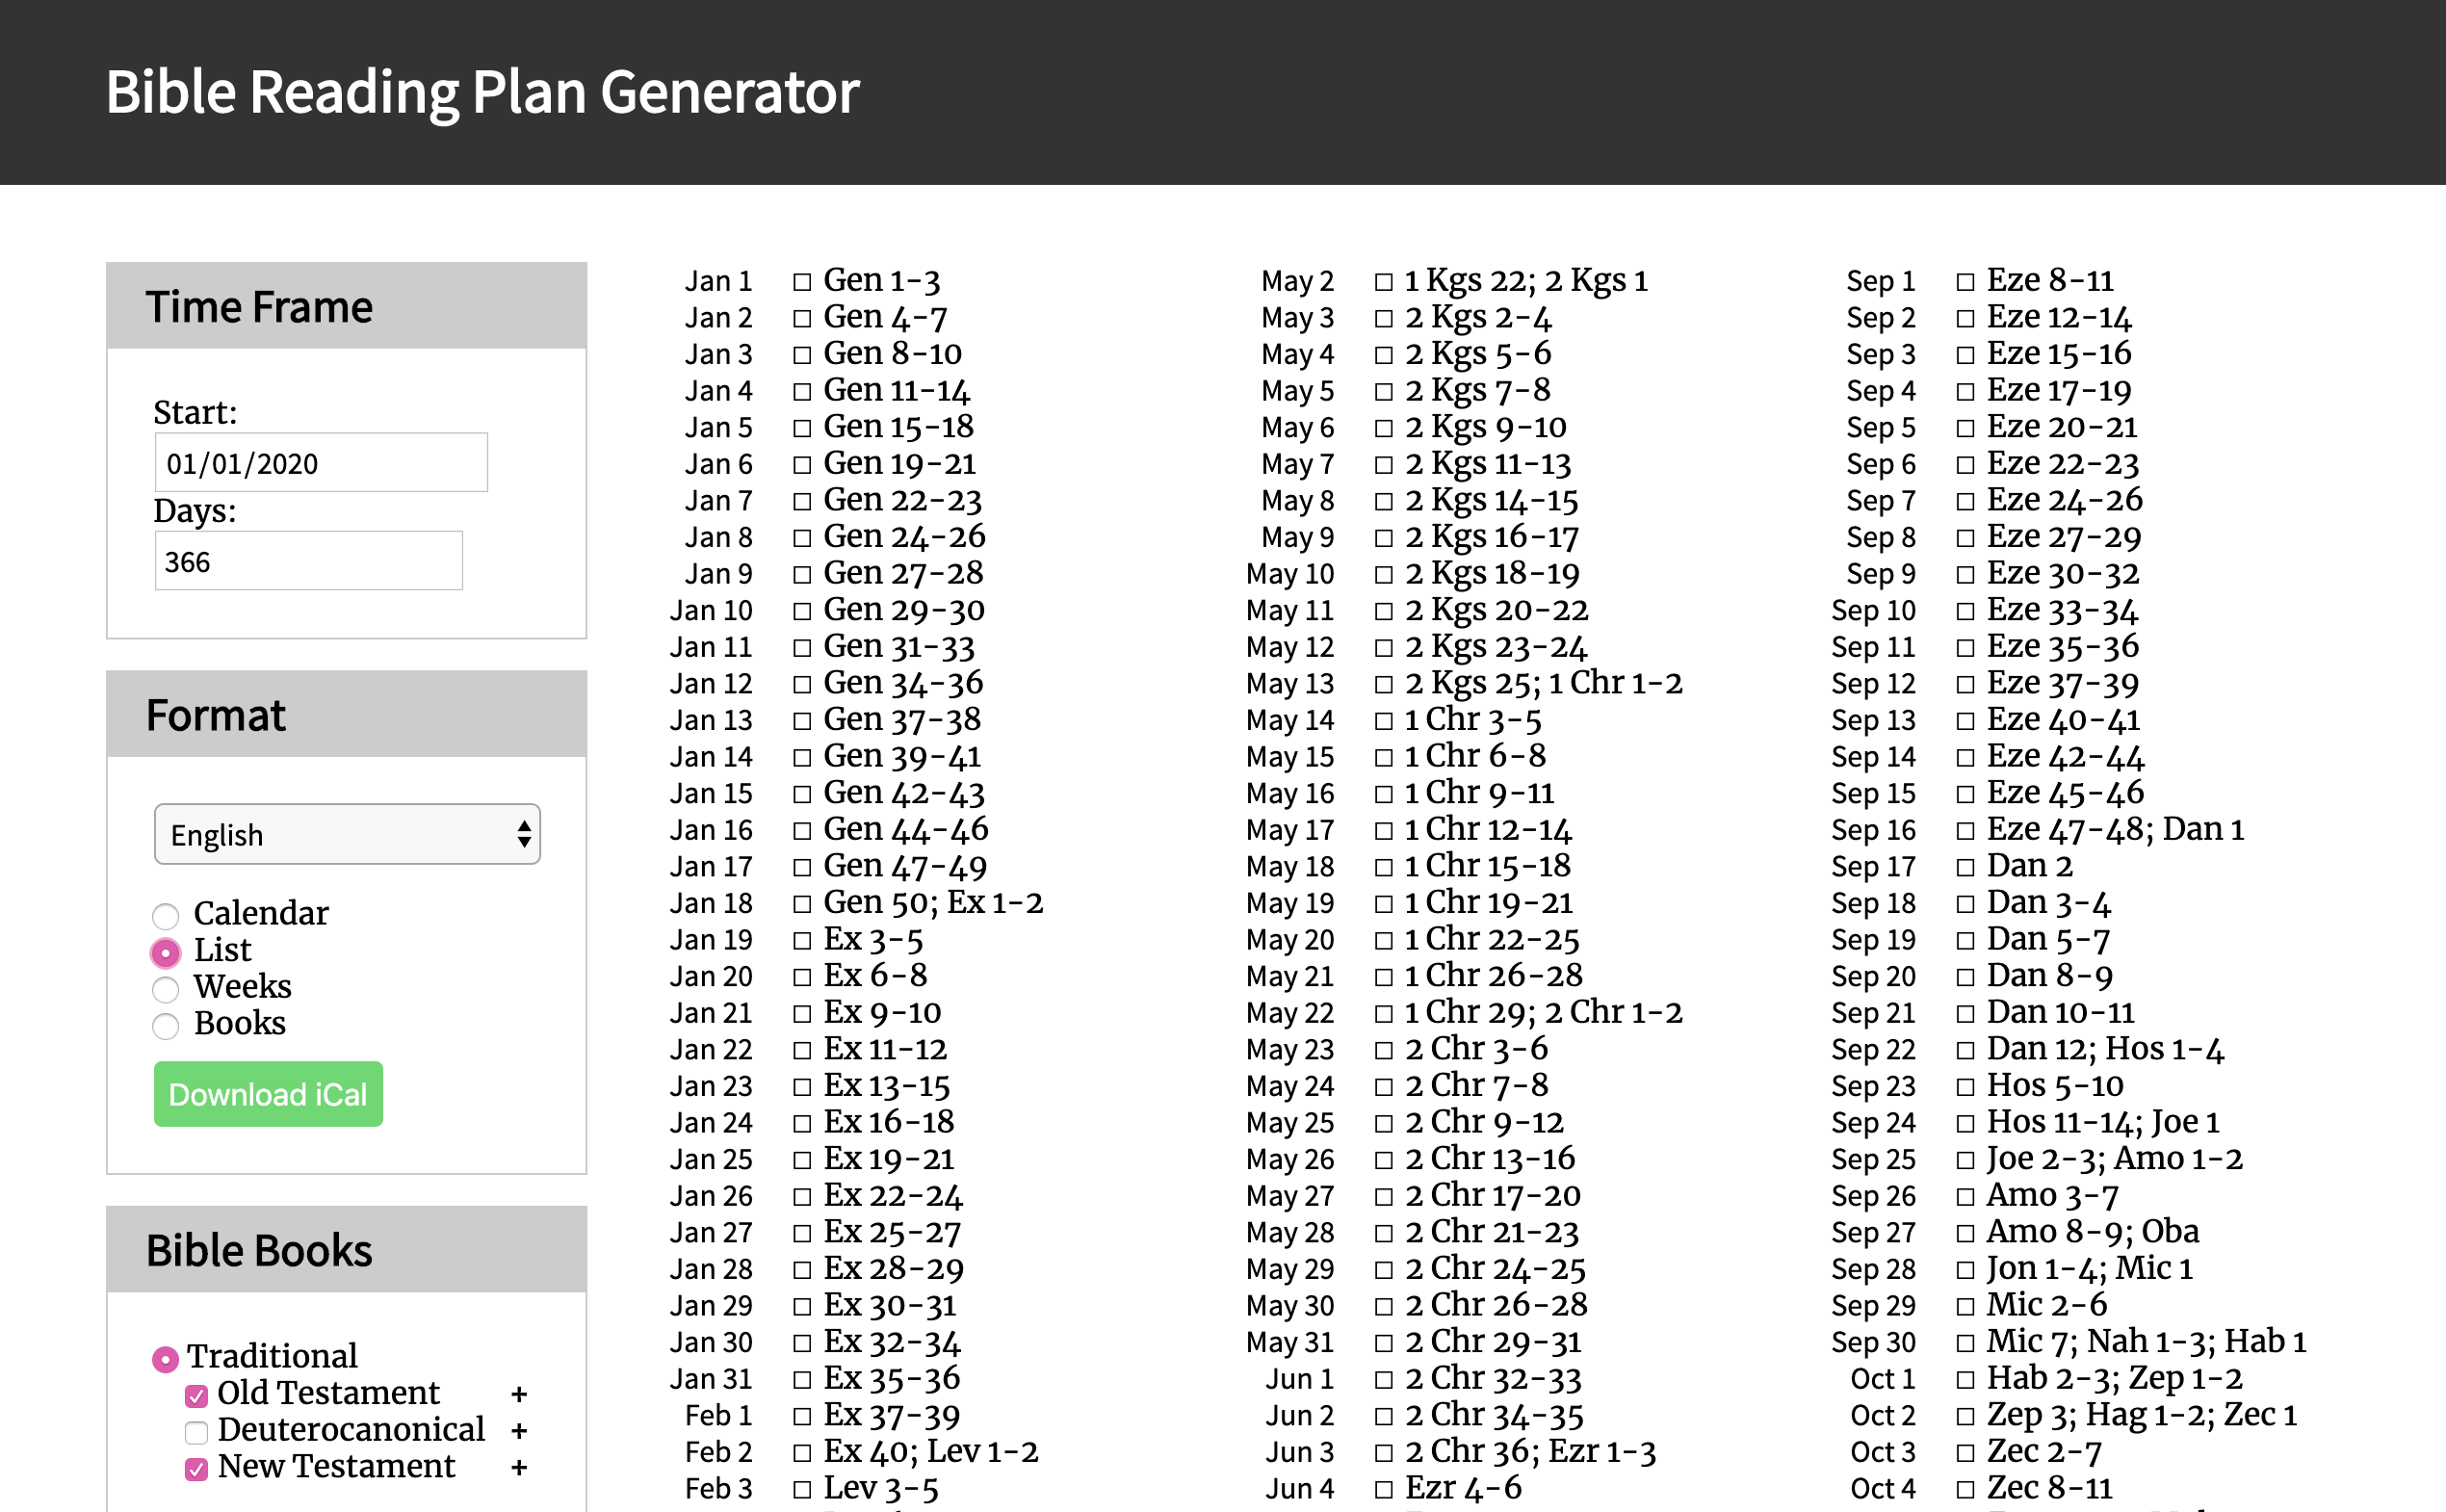 Bible Reading Plan Generator
Time Frame
Start:
01/01/2020
Days:
366
Format
English
Calendar
List
Weeks
Books
Download iCal
Bible Books
Traditional
Old Testament +
Deuterocanonical +
New Testament +
Jan 1 Gen 1-3
Jan 2 Gen 4-7
Jan 3 Gen 8-10
Jan 4 Gen 11-14
Jan 5 Gen 15-18
Jan 6 Gen 19-21
Jan 7 Gen 22-23
Jan 8 Gen 24-26
Jan 9 Gen 27-28
Jan 10 Gen 29-30
Jan 11 Gen 31-33
Jan 12 Gen 34-36
Jan 13 Gen 37-38
Jan 14 Gen 39-41
Jan 15 Gen 42-43
Jan 16 Gen 44-46
Jan 17 Gen 47-49
Jan 18 Gen 50; Ex 1-2
Jan 19 Ex 3-5
Jan 20 Ex 6-8
Jan 21 Ex 9-10
Jan 22 Ex 11-12
Jan 23 Ex 13-15
Jan 24 Ex 16-18
Jan 25 Ex 19-21
Jan 26 Ex 22-24
Jan 27 Ex 25-27
Jan 28 Ex 28-29
Jan 29 Ex 30-31
Jan 30 Ex 32-34
Jan 31 Ex 35-36
Feb 1 Ex 37-39
Feb 2 Ex 40; Lev 1-2
Feb 3 Lev 3-5
May 2 1 Kgs 22; 2 Kgs 1
May 3 2 Kgs 2-4
May 4 2 Kgs 5-6
May 5 2 Kgs 7-8
May 6 2 Kgs 9-10
May 7 2 Kgs 11-13
May 8 2 Kgs 14-15
May 9 2 Kgs 16-17
May 10 2 Kgs 18-19
May 11 2 Kgs 20-22
May 12 2 Kgs 23-24
May 13 2 Kgs 25; 1 Chr 1-2
May 14 1 Chr 3-5
May 15 1 Chr 6-8
May 16 1 Chr 9-11
May 17 1 Chr 12-14
May 18 1 Chr 15-18
May 19 1 Chr 19-21
May 20 1 Chr 22-25
May 21 1 Chr 26-28
May 22 1 Chr 29; 2 Chr 1-2
May 23 2 Chr 3-6
May 24 2 Chr 7-8
May 25 2 Chr 9-12
May 26 2 Chr 13-16
May 27 2 Chr 17-20
May 28 2 Chr 21-23
May 29 2 Chr 24-25
May 30 2 Chr 26-28
May 31 2 Chr 29-31
Jun 1 2 Chr 32-33
Jun 2 2 Chr 34-35
Jun 3 2 Chr 36; Ezr 1-3
Jun 4 Ezr 4-6
Sep 1 Eze 8-11
Sep 2 Eze 12-14
Sep 3 Eze 15-16
Sep 4 Eze 17-19
Sep 5 Eze 20-21
Sep 6 Eze 22-23
Sep 7 Eze 24-26
Sep 8 Eze 27-29
Sep 9 Eze 30-32
Sep 10 Eze 33-34
Sep 11 Eze 35-36
Sep 12 Eze 37-39
Sep 13 Eze 40-41
Sep 14 Eze 42-44
Sep 15 Eze 45-46
Sep 16 Eze 47-48; Dan 1
Sep 17 Dan 2
Sep 18 Dan 3-4
Sep 19 Dan 5-7
Sep 20 Dan 8-9
Sep 21 Dan 10-11
Sep 22 Dan 12; Hos 1-4
Sep 23 Hos 5-10
Sep 24 Hos 11-14; Joe 1
Sep 25 Joe 2-3; Amo 1-2
Sep 26 Amo 3-7
Sep 27 Amo 8-9; Oba
Sep 28 Jon 1-4; Mic 1
Sep 29 Mic 2-6
Sep 30 Mic 7; Nah 1-3; Hab 1
Oct 1 Hab 2-3; Zep 1-2
Oct 2 Zep 3; Hag 1-2; Zec 1
Oct 3 Zec 2-7
Oct 4 Zec 8-11